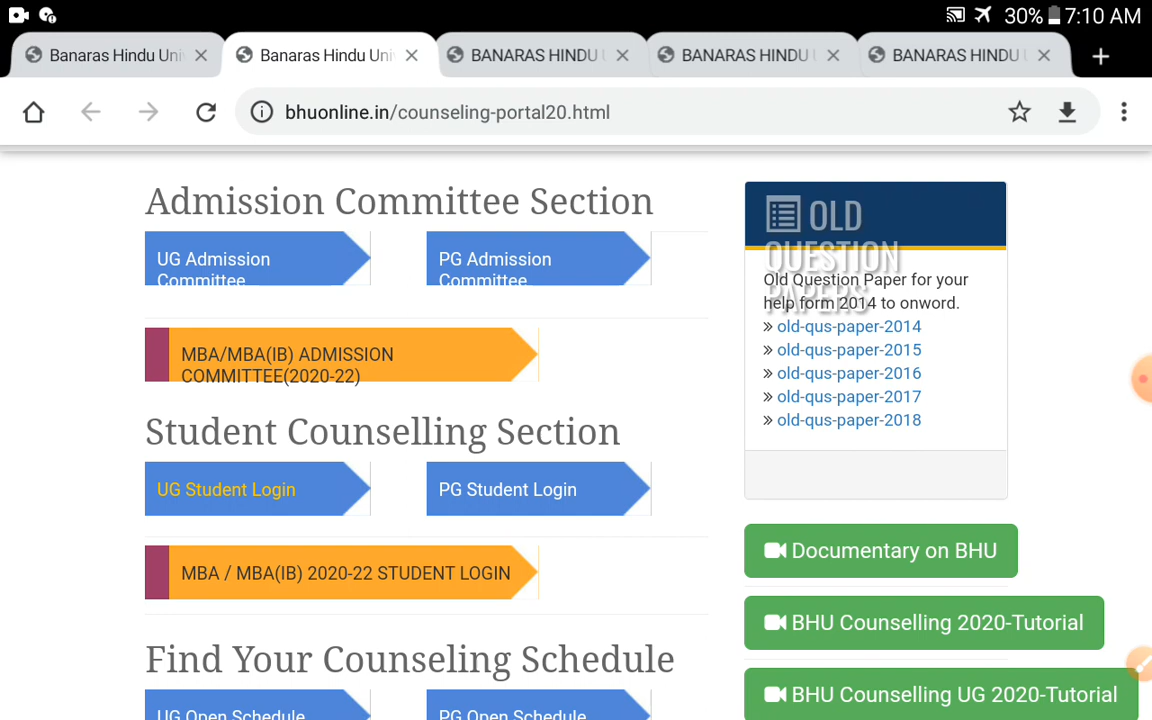 30% 7:10 AM
Banaras Hindu Uni
Banaras Hindu Uni
BANARAS HINDU
BANARAS HINDU
BANARAS HINDU
bhuonline.in/counseling-portal20.html
Admission Committee Section
UG Admission
Committee
PG Admission
Committee
MBA/MBA(IB) ADMISSION
COMMITTEE(2020-22)
Student Counselling Section
UG Student Login
PG Student Login
MBA / MBA(IB) 2020-22 STUDENT LOGIN
Find Your Counseling Schedule
UG Open Schedule
PG Open Schedule
OLD
QUESTION
PAPERS
Old Question Paper for your
help form 2014 to onword.
» old-qus-paper-2014
» old-qus-paper-2015
» old-qus-paper-2016
» old-qus-paper-2017
» old-qus-paper-2018
Documentary on BHU
BHU Counselling 2020-Tutorial
BHU Counselling UG 2020-Tutorial